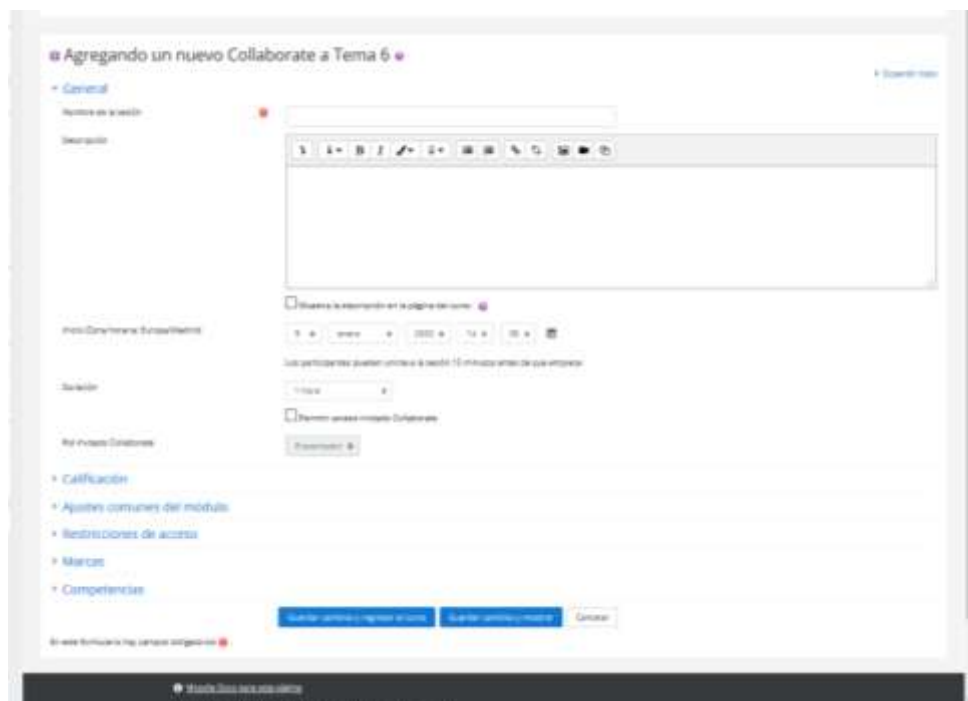 Agregando un nuevo Collaborate a Tema 6
Expandir todo
General
Nombre de la sesión
Descripción
Muestra la descripción en la página del curso
Inicio (Zona horaria: Europa/Madrid)
enero
Los participantes pueden unirse a la sesión 15 minutos antes de que empiece
Duración
1 Hora
Permitir acceso invitado Collaborate
Rol invitado Collaborate
Calificación
Ajustes comunes del módulo
Restricciones de acceso
Marcas
Competencias
Guardar cambios y regresar al curso Guardar cambios y mostrar Cancelar
En este formulario hay campos obligatorios
Moodle Docs para esta página